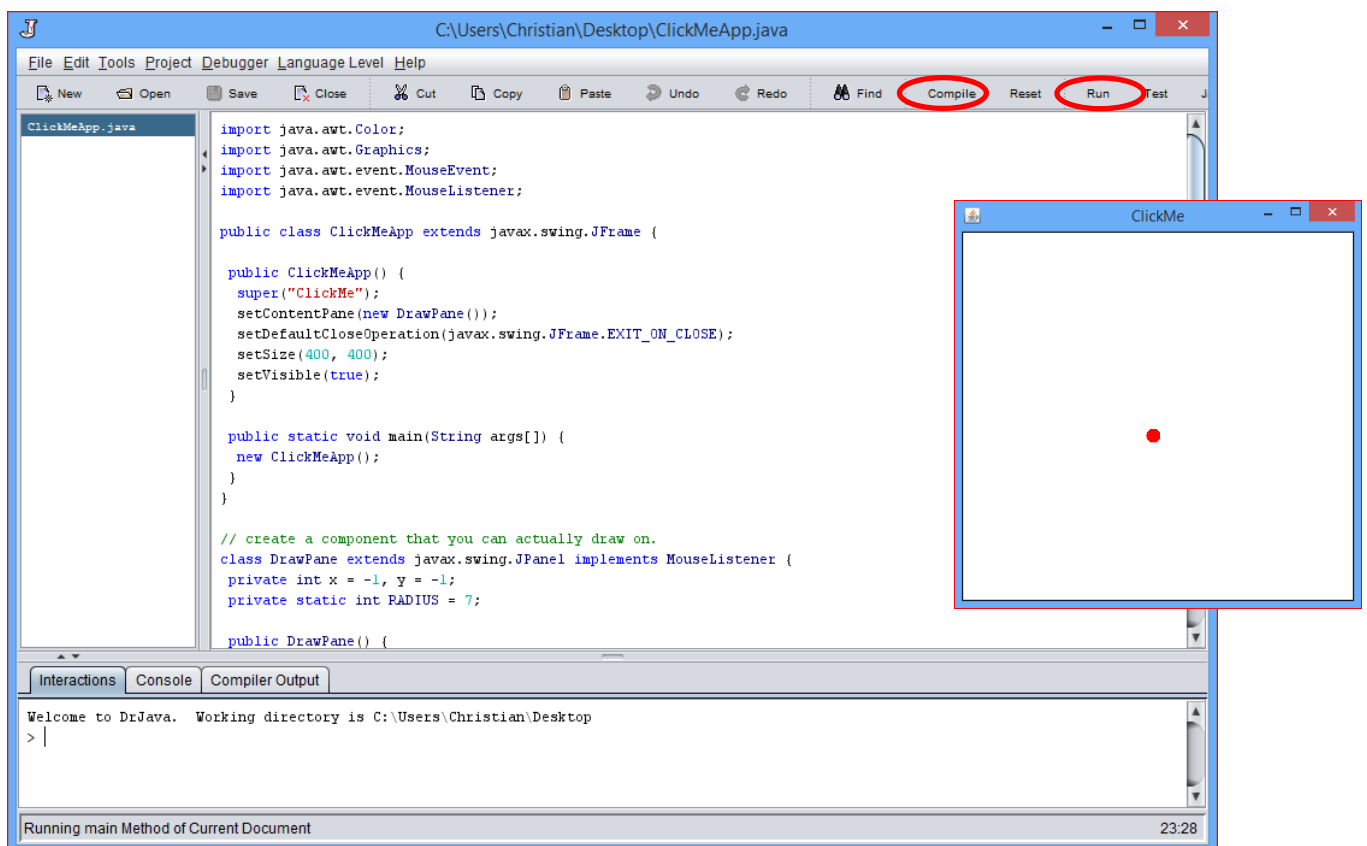 C:\Users\Christian\Desktop\ClickMeApp.java
File Edit Tools Project Debugger Language Level Help
New Open Save Close Cut Copy Paste Undo Redo Find Compile Reset Run Test J
ClickMeApp.java
import java.awt.Color;
import java.awt.Graphics;
import java.awt.event.MouseEvent;
import java.awt.event.MouseListener;
public class ClickMeApp extends javax.swing.JFrame {
public ClickMeApp() {
super("ClickMe");
setContentPane(new DrawPane());
setDefaultCloseOperation(javax.swing.JFrame.EXIT_ON_CLOSE);
setSize(400, 400);
setVisible(true);
}
public static void main(String args[]) {
new ClickMeApp();
}
}
// create a component that you can actually draw on.
class DrawPane extends javax.swing.JPanel implements MouseListener {
private int x = -1, y = -1;
private static int RADIUS = 7;
public DrawPane() {
ClickMe
Interactions Console Compiler Output
Welcome to DrJava. Working directory is C:\Users\Christian\Desktop
>
Running main Method of Current Document
23:28